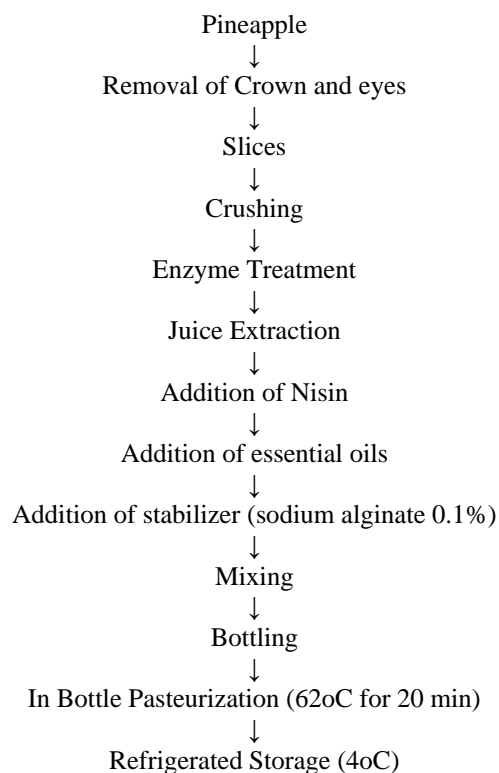 Pineapple
↓
Removal of Crown and eyes
↓
Slices
↓
Crushing
↓
Enzyme Treatment
↓
Juice Extraction
↓
Addition of Nisin
↓
Addition of essential oils
↓
Addition of stabilizer (sodium alginate 0.1%)
↓
Mixing
↓
Bottling
↓
In Bottle Pasteurization (62oC for 20 min)
↓
Refrigerated Storage (4oC)